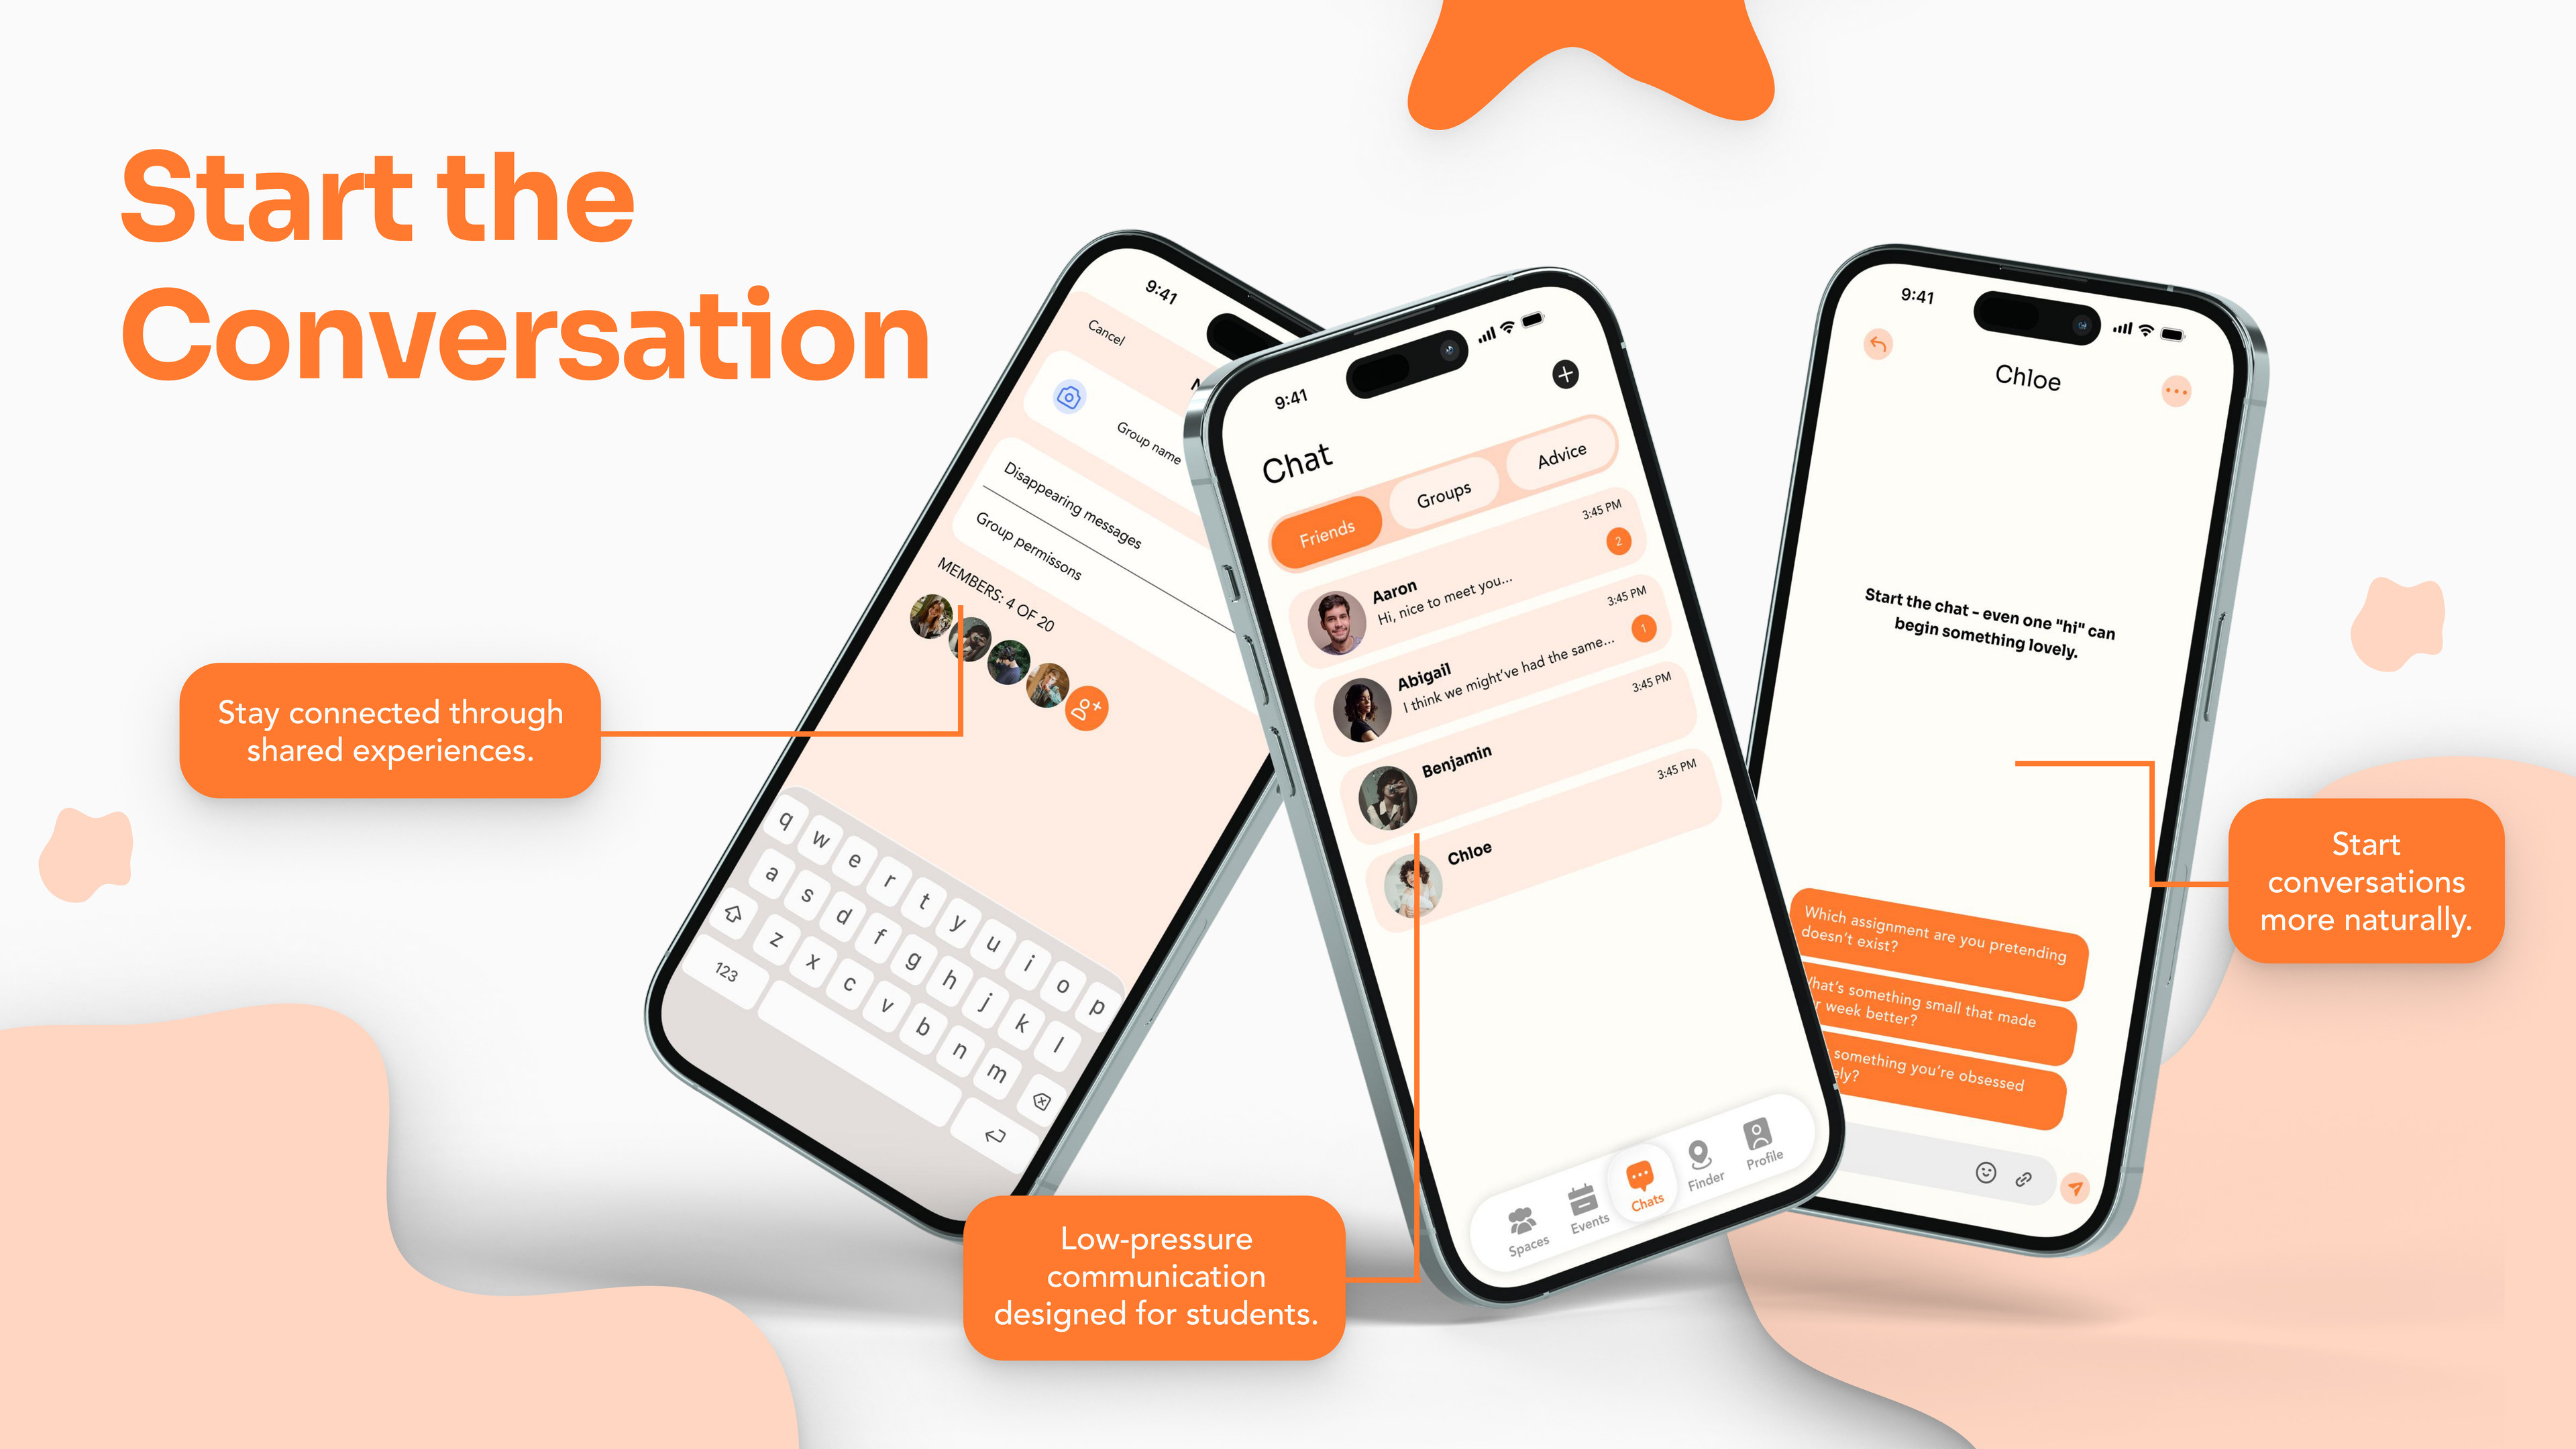 Start the
Conversation
9:41
Cancel
Group name
Disappearing messages
Group permissons
MEMBERS: 4 OF 20
q w e r t y u i o p
a s d f g h j k l
z x c v b n m
123
Stay connected through
shared experiences.
9:41
Chat
Friends Groups Advice
Aaron 3:45 PM
Hi, nice to meet you... 2
Abigail 3:45 PM
I think we might've had the same... 1
Benjamin 3:45 PM
Chloe 3:45 PM
Spaces Events Chats Finder Profile
Low-pressure
communication
designed for students.
9:41
Chloe
Start the chat - even one "hi" can
begin something lovely.
Which assignment are you pretending
doesn't exist?
something small that made
week better?
something you're obsessed
Start
conversations
more naturally.